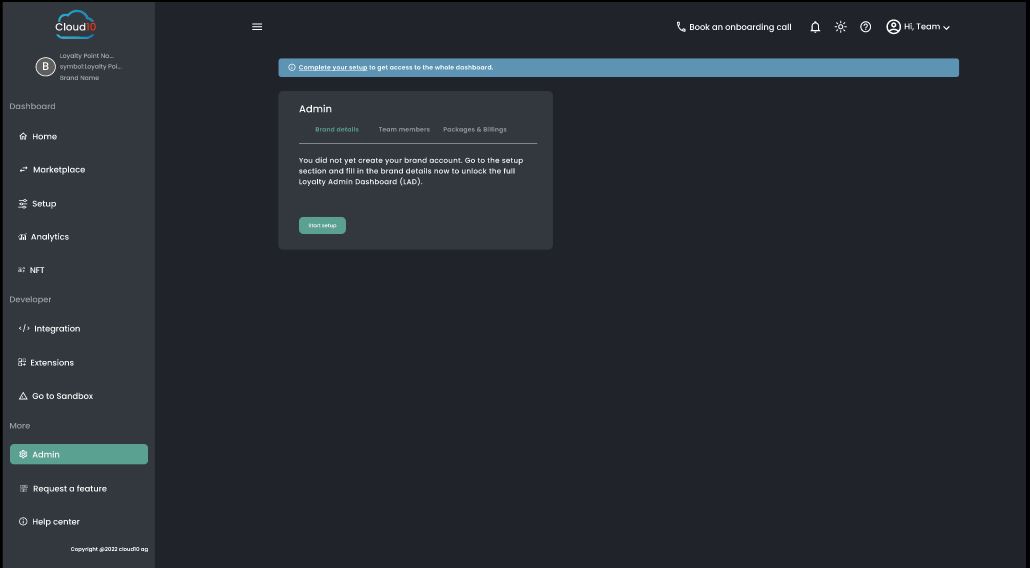 Cloud10
Loyalty Point No...
symbol:Loyalty Poi...
Brand Name
B
Dashboard
Home
Marketplace
Setup
Analytics
NFT
Developer
Integration
Extensions
Go to Sandbox
More
Admin
Request a feature
Help center
Copyright @2022 cloud10 ag
Book an onboarding call
Hi, Team
Complete your setup to get access to the whole dashboard.
Admin
Brand details Team members Packages & Billings
You did not yet create your brand account. Go to the setup
section and fill in the brand details now to unlock the full
Loyalty Admin Dashboard (LAD).
Start setup